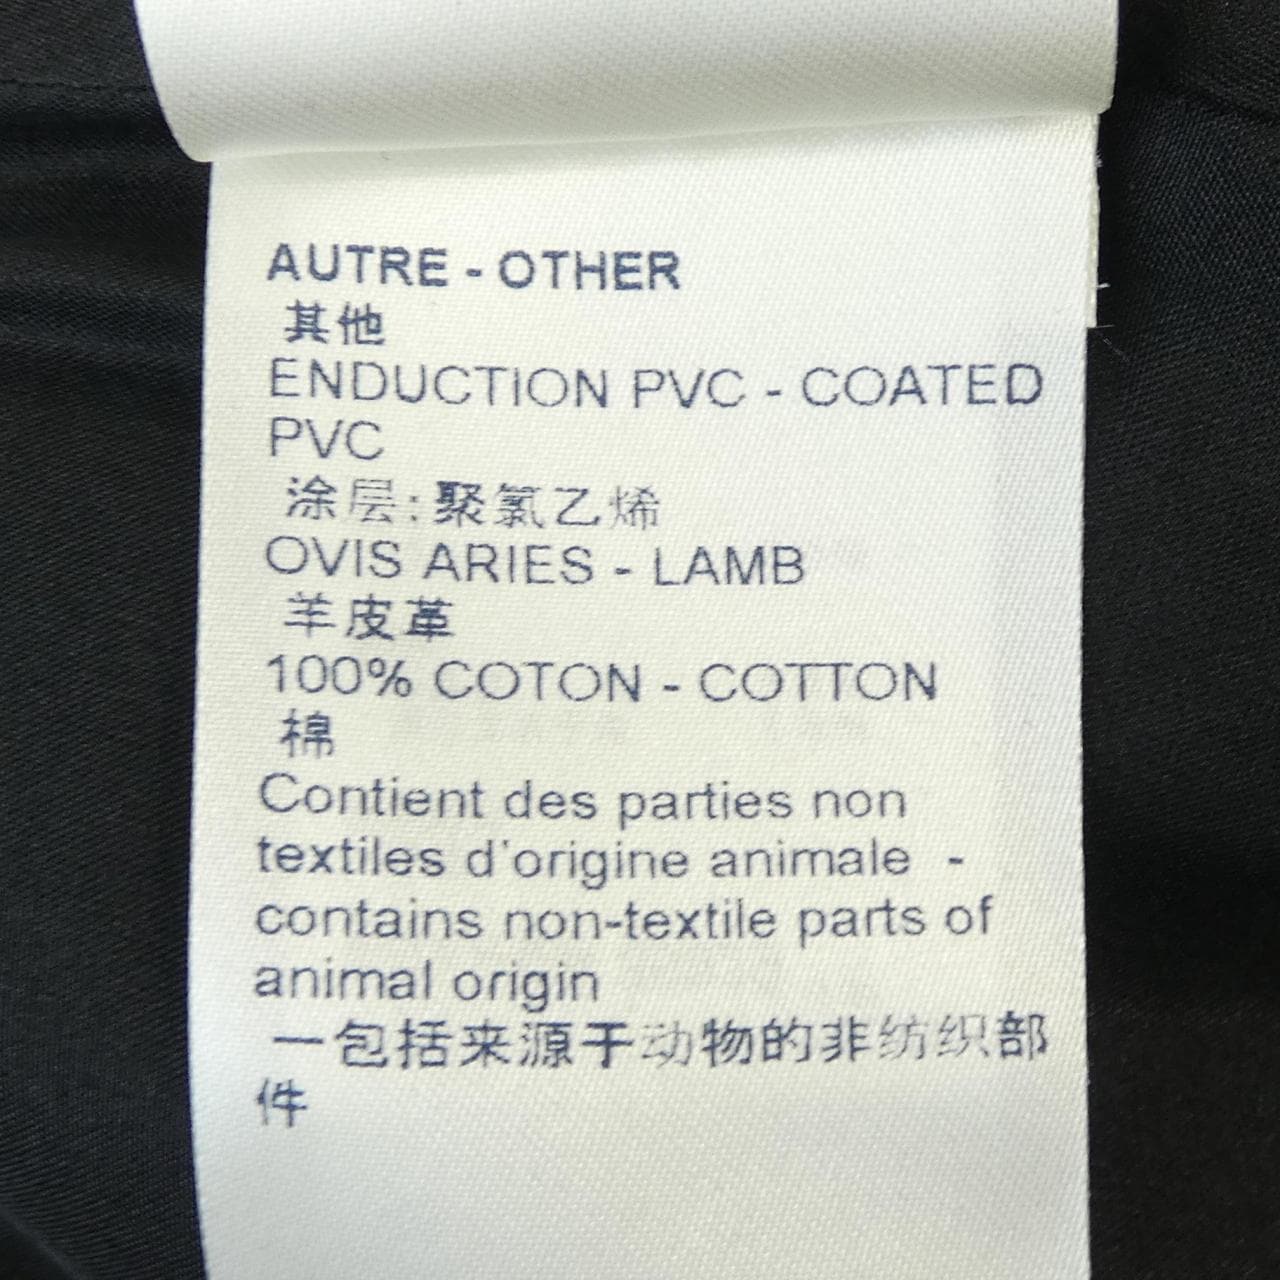 AUTRE - OTHER
其他
ENDUCTION PVC - COATED
PVC
涂层:聚氯乙烯
OVIS ARIES - LAMB
羊皮革
100% COTON - COTTON
棉
Contient des parties non
textiles d'origine animale -
contains non-textile parts of
animal origin
一包括来源于动物的非纺织部
件